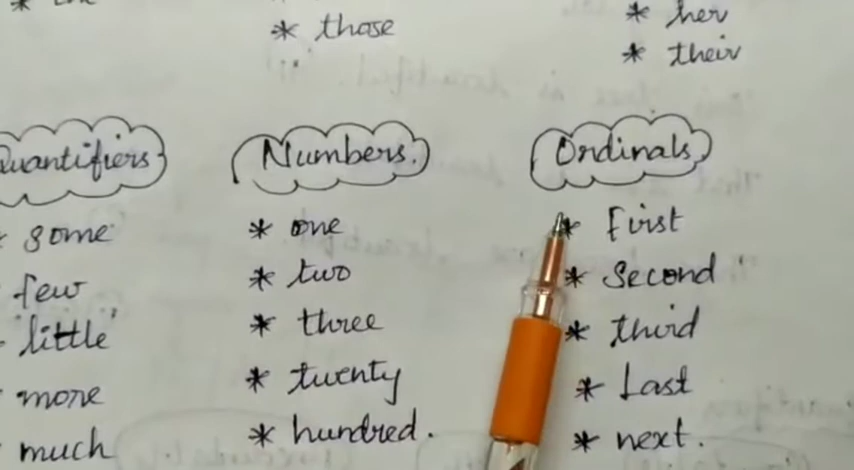 * those
* her
* their
Quantifiers
some
few
little
more
much
Numbers.
* one
* two
* three
* twenty
* hundred.
Ordinals
* First
* Second
* third
* Last
* next.